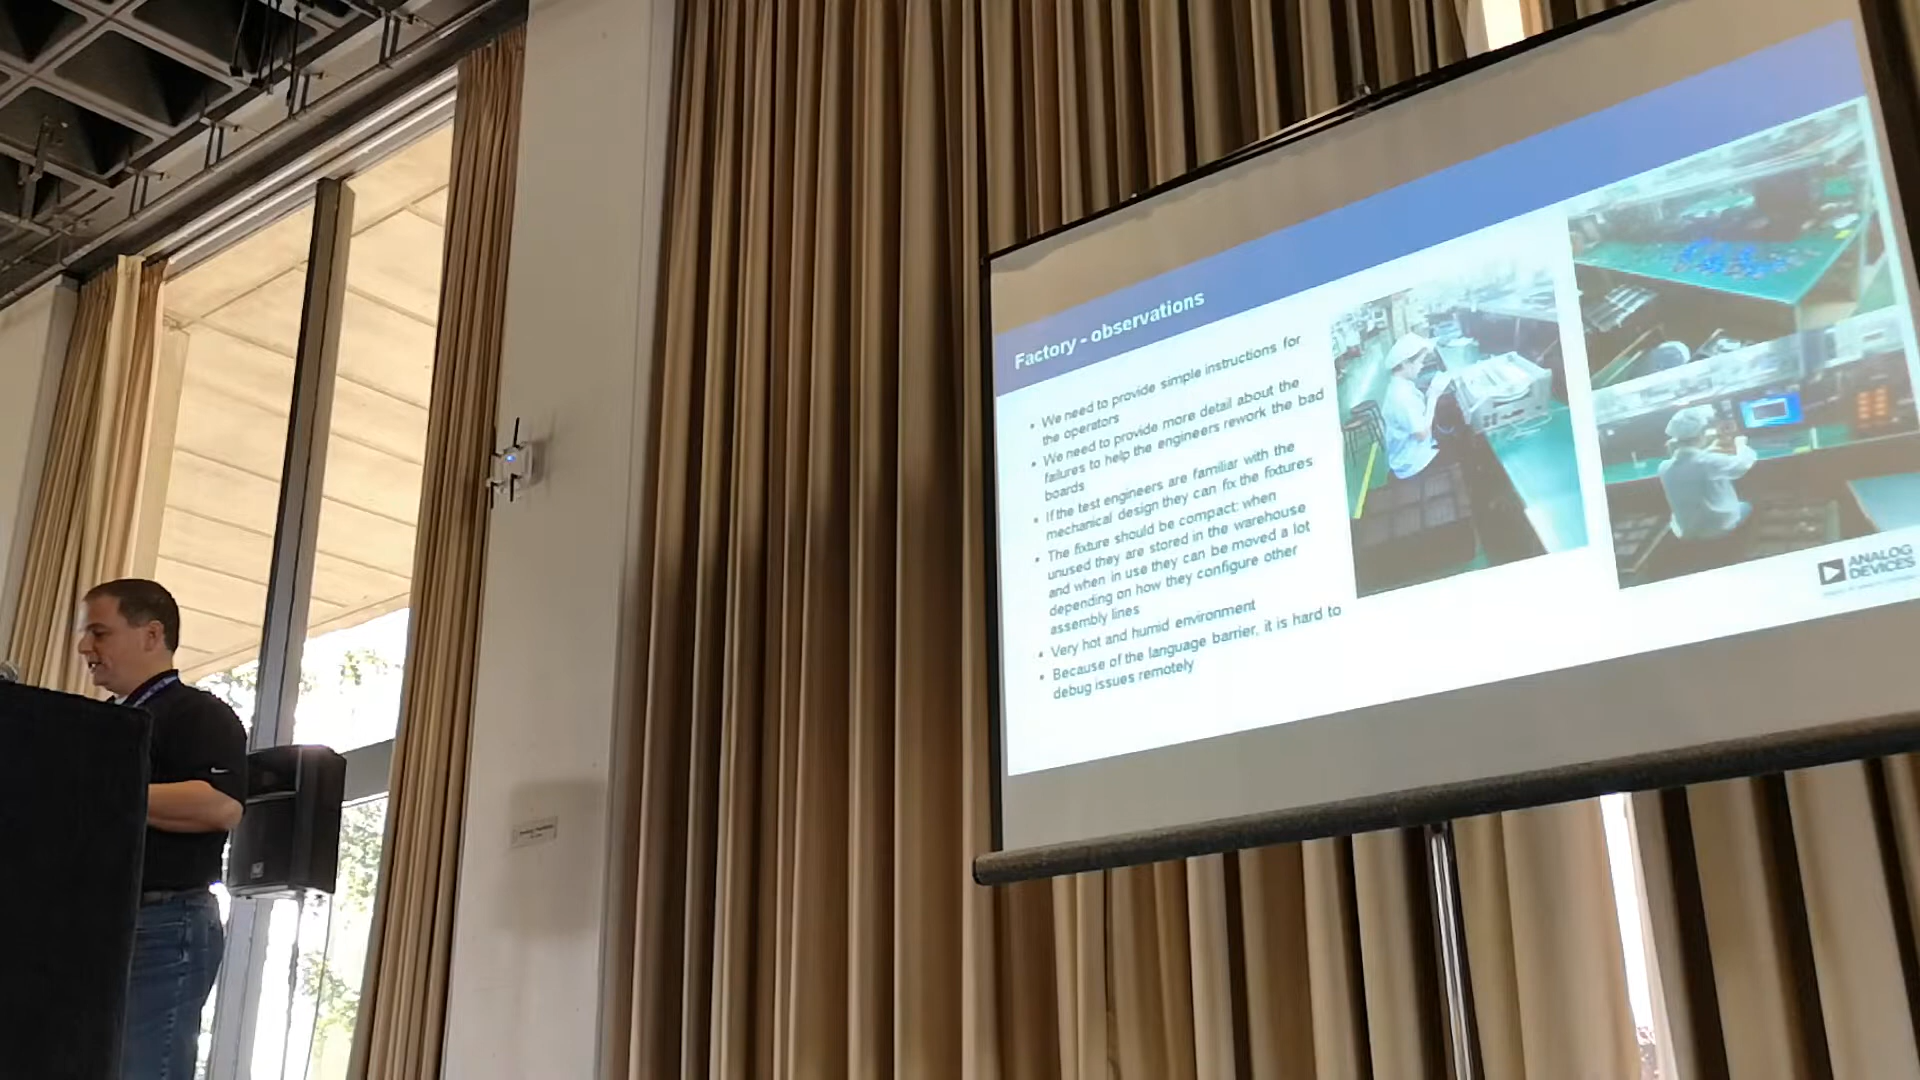 Factory - observations
• We need to provide simple instructions for
the operators
• We need to provide more detail about the
failures to help the engineers rework the bad
boards
• If the test engineers are familiar with the
mechanical design they can fix the fixtures
• The fixture should be compact: when
unused they are stored in the warehouse
and when in use they can be moved a lot
depending on how they configure other
assembly lines
• Very hot and humid environment
• Because of the language barrier, it is hard to
debug issues remotely
ANALOG
DEVICES